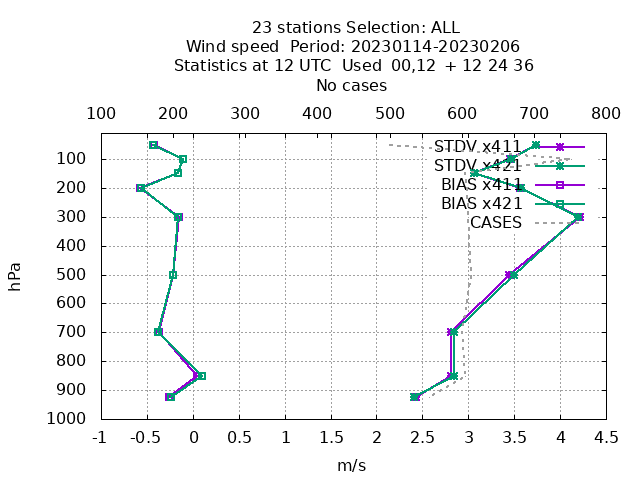 23 stations Selection: ALL
Wind speed  Period: 20230114-20230206
Statistics at 12 UTC  Used  00,12  + 12 24 36
No cases
100 200 300 400 500 600 700 800
STDV x411
STDV x421
BIAS x411
BIAS x421
CASES
100
200
300
400
500
600
700
800
900
1000
hPa
-1 -0.5 0 0.5 1 1.5 2 2.5 3 3.5 4 4.5
m/s